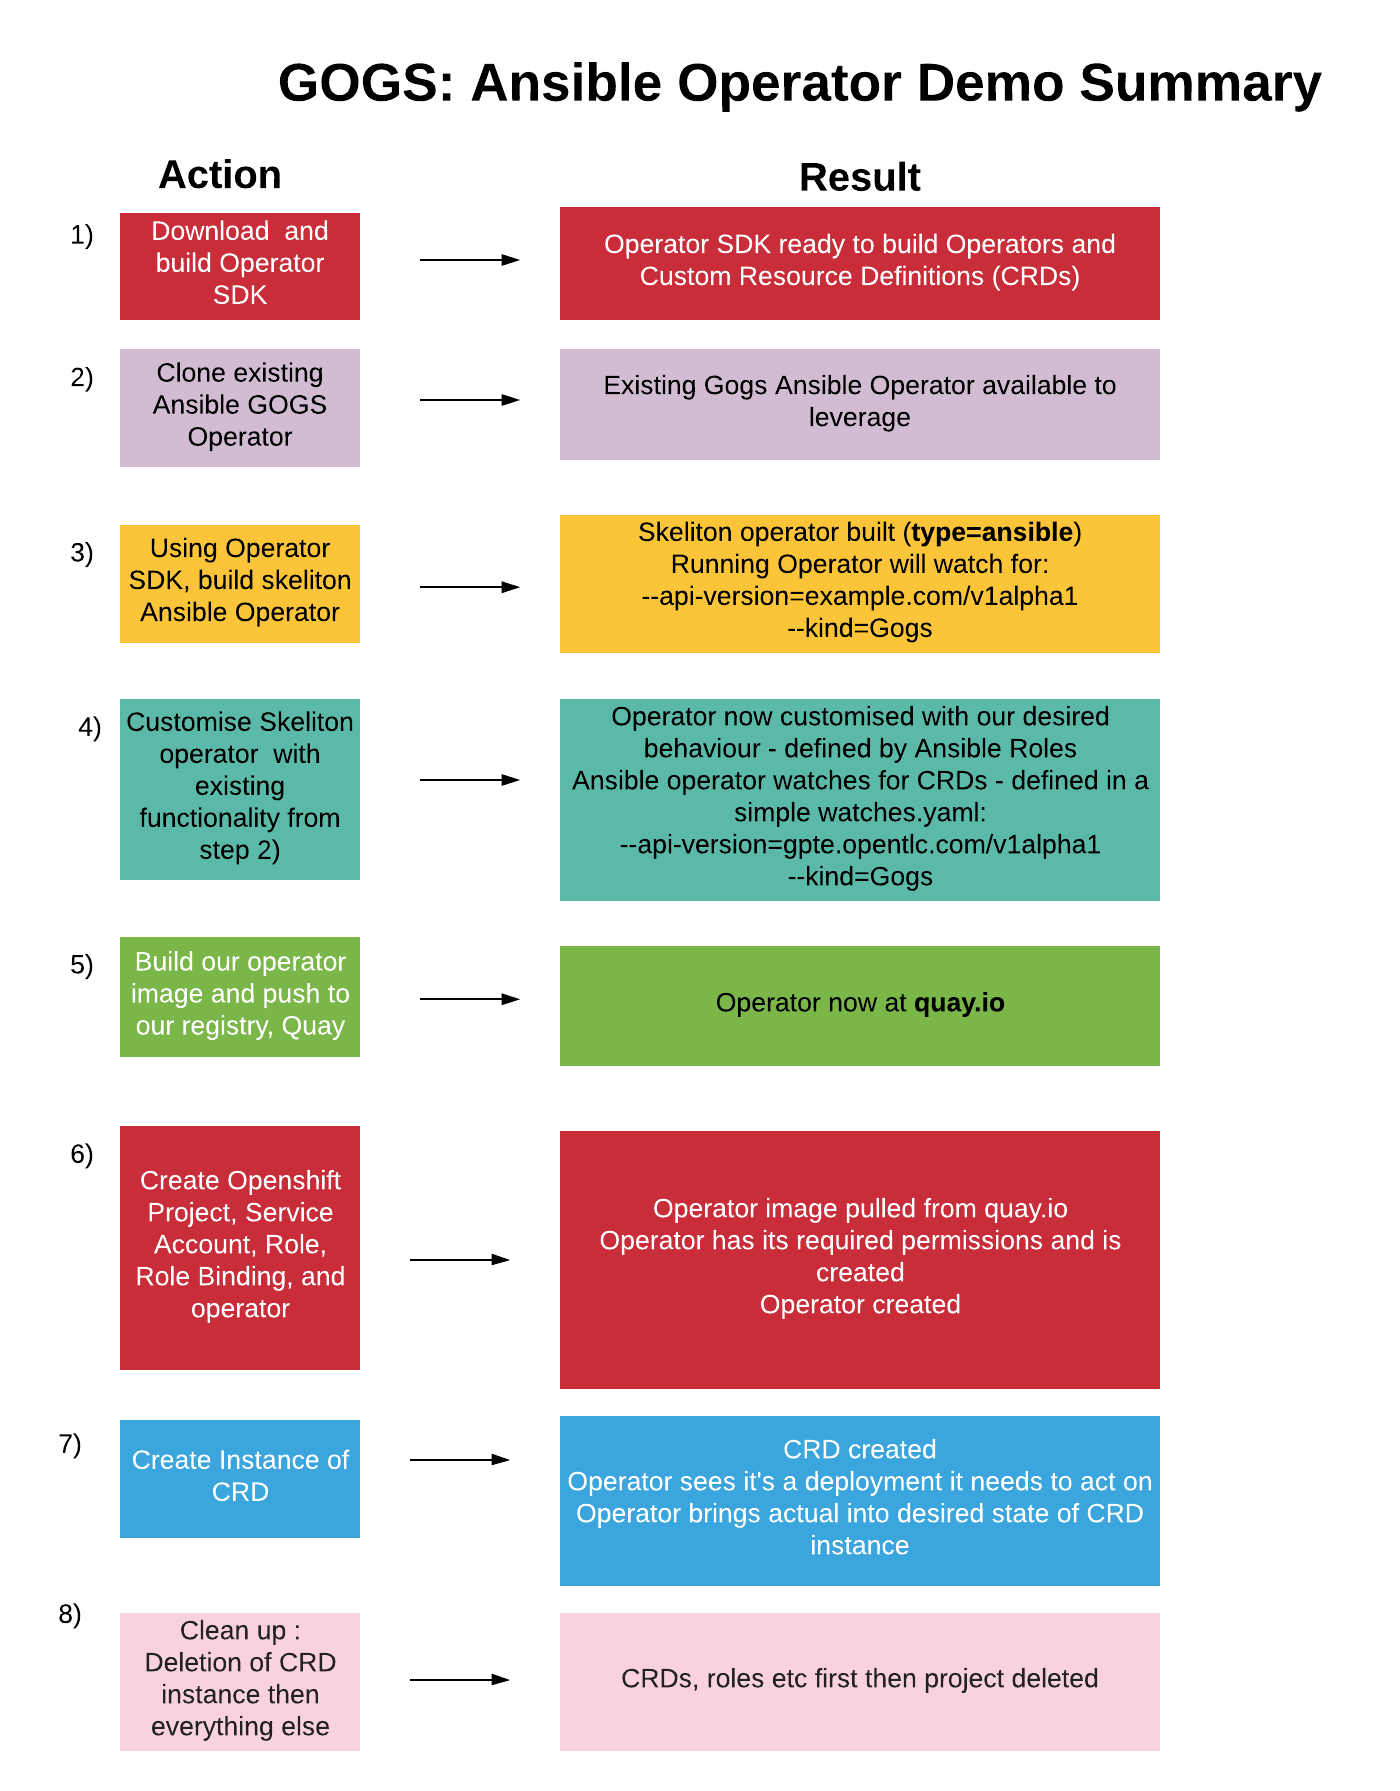 GOGS: Ansible Operator Demo Summary
Action
Result
1)
Download  and
build Operator
SDK
Operator SDK ready to build Operators and
Custom Resource Definitions (CRDs)
2)
Clone existing
Ansible GOGS
Operator
Existing Gogs Ansible Operator available to
leverage
3)
Using Operator
SDK, build skeliton
Ansible Operator
Skeliton operator built (type=ansible)
Running Operator will watch for:
--api-version=example.com/v1alpha1
--kind=Gogs
4)
Customise Skeliton
operator  with
existing
functionality from
step 2)
Operator now customised with our desired
behaviour - defined by Ansible Roles
Ansible operator watches for CRDs - defined in a
simple watches.yaml:
--api-version=gpte.opentlc.com/v1alpha1
--kind=Gogs
5)
Build our operator
image and push to
our registry, Quay
Operator now at quay.io
6)
Create Openshift
Project, Service
Account, Role,
Role Binding, and
operator
Operator image pulled from quay.io
Operator has its required permissions and is
created
Operator created
7)
Create Instance of
CRD
CRD created
Operator sees it's a deployment it needs to act on
Operator brings actual into desired state of CRD
instance
8)
Clean up :
Deletion of CRD
instance then
everything else
CRDs, roles etc first then project deleted